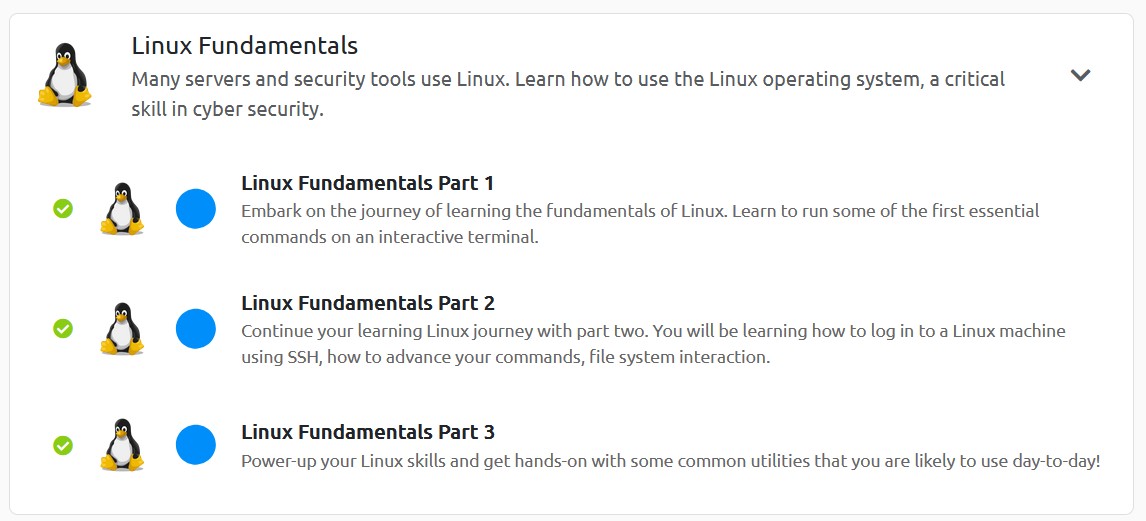 Linux Fundamentals
Many servers and security tools use Linux. Learn how to use the Linux operating system, a critical
skill in cyber security.
Linux Fundamentals Part 1
Embark on the journey of learning the fundamentals of Linux. Learn to run some of the first essential
commands on an interactive terminal.
Linux Fundamentals Part 2
Continue your learning Linux journey with part two. You will be learning how to log in to a Linux machine
using SSH, how to advance your commands, file system interaction.
Linux Fundamentals Part 3
Power-up your Linux skills and get hands-on with some common utilities that you are likely to use day-to-day!